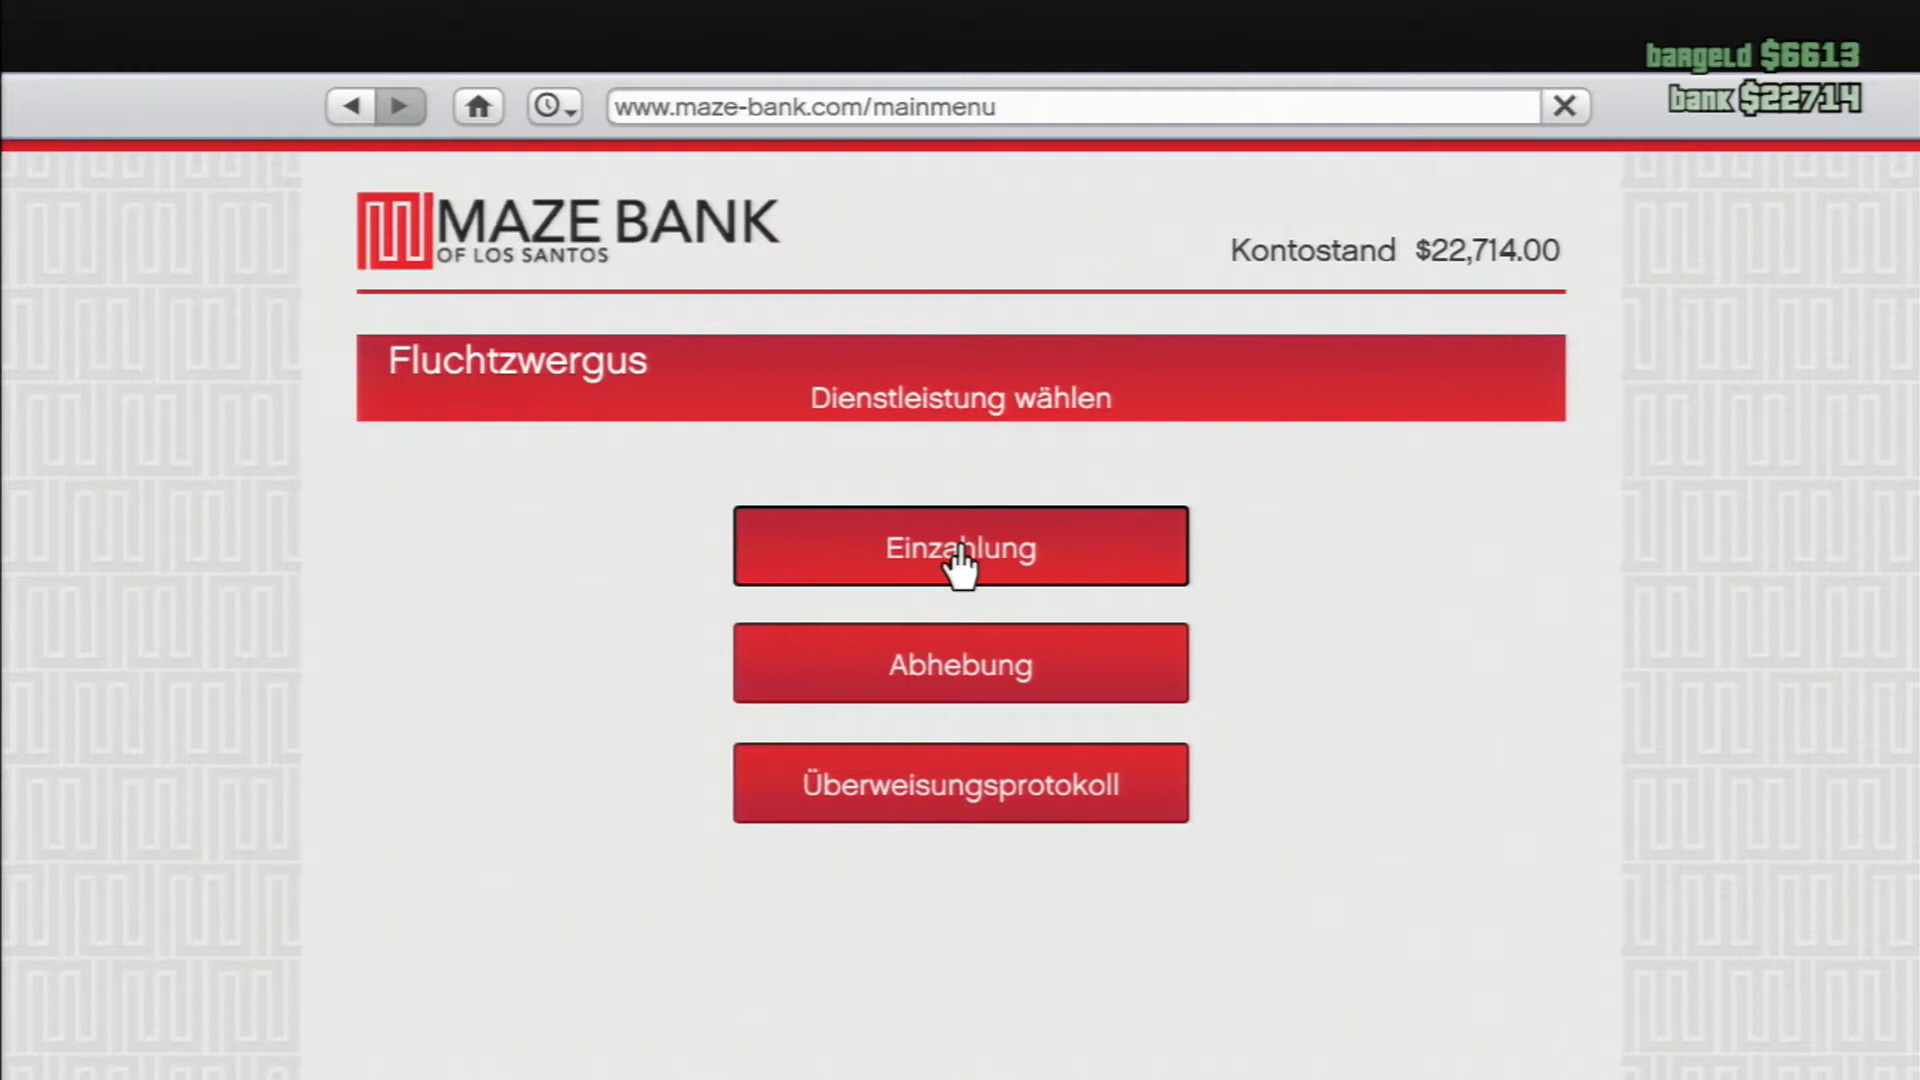 bargeld $6613
bank $22714
www.maze-bank.com/mainmenu
MAZE BANK
OF LOS SANTOS
Kontostand $22,714.00
Fluchtzwergus
Dienstleistung wählen
Einzahlung
Abhebung
Überweisungsprotokoll